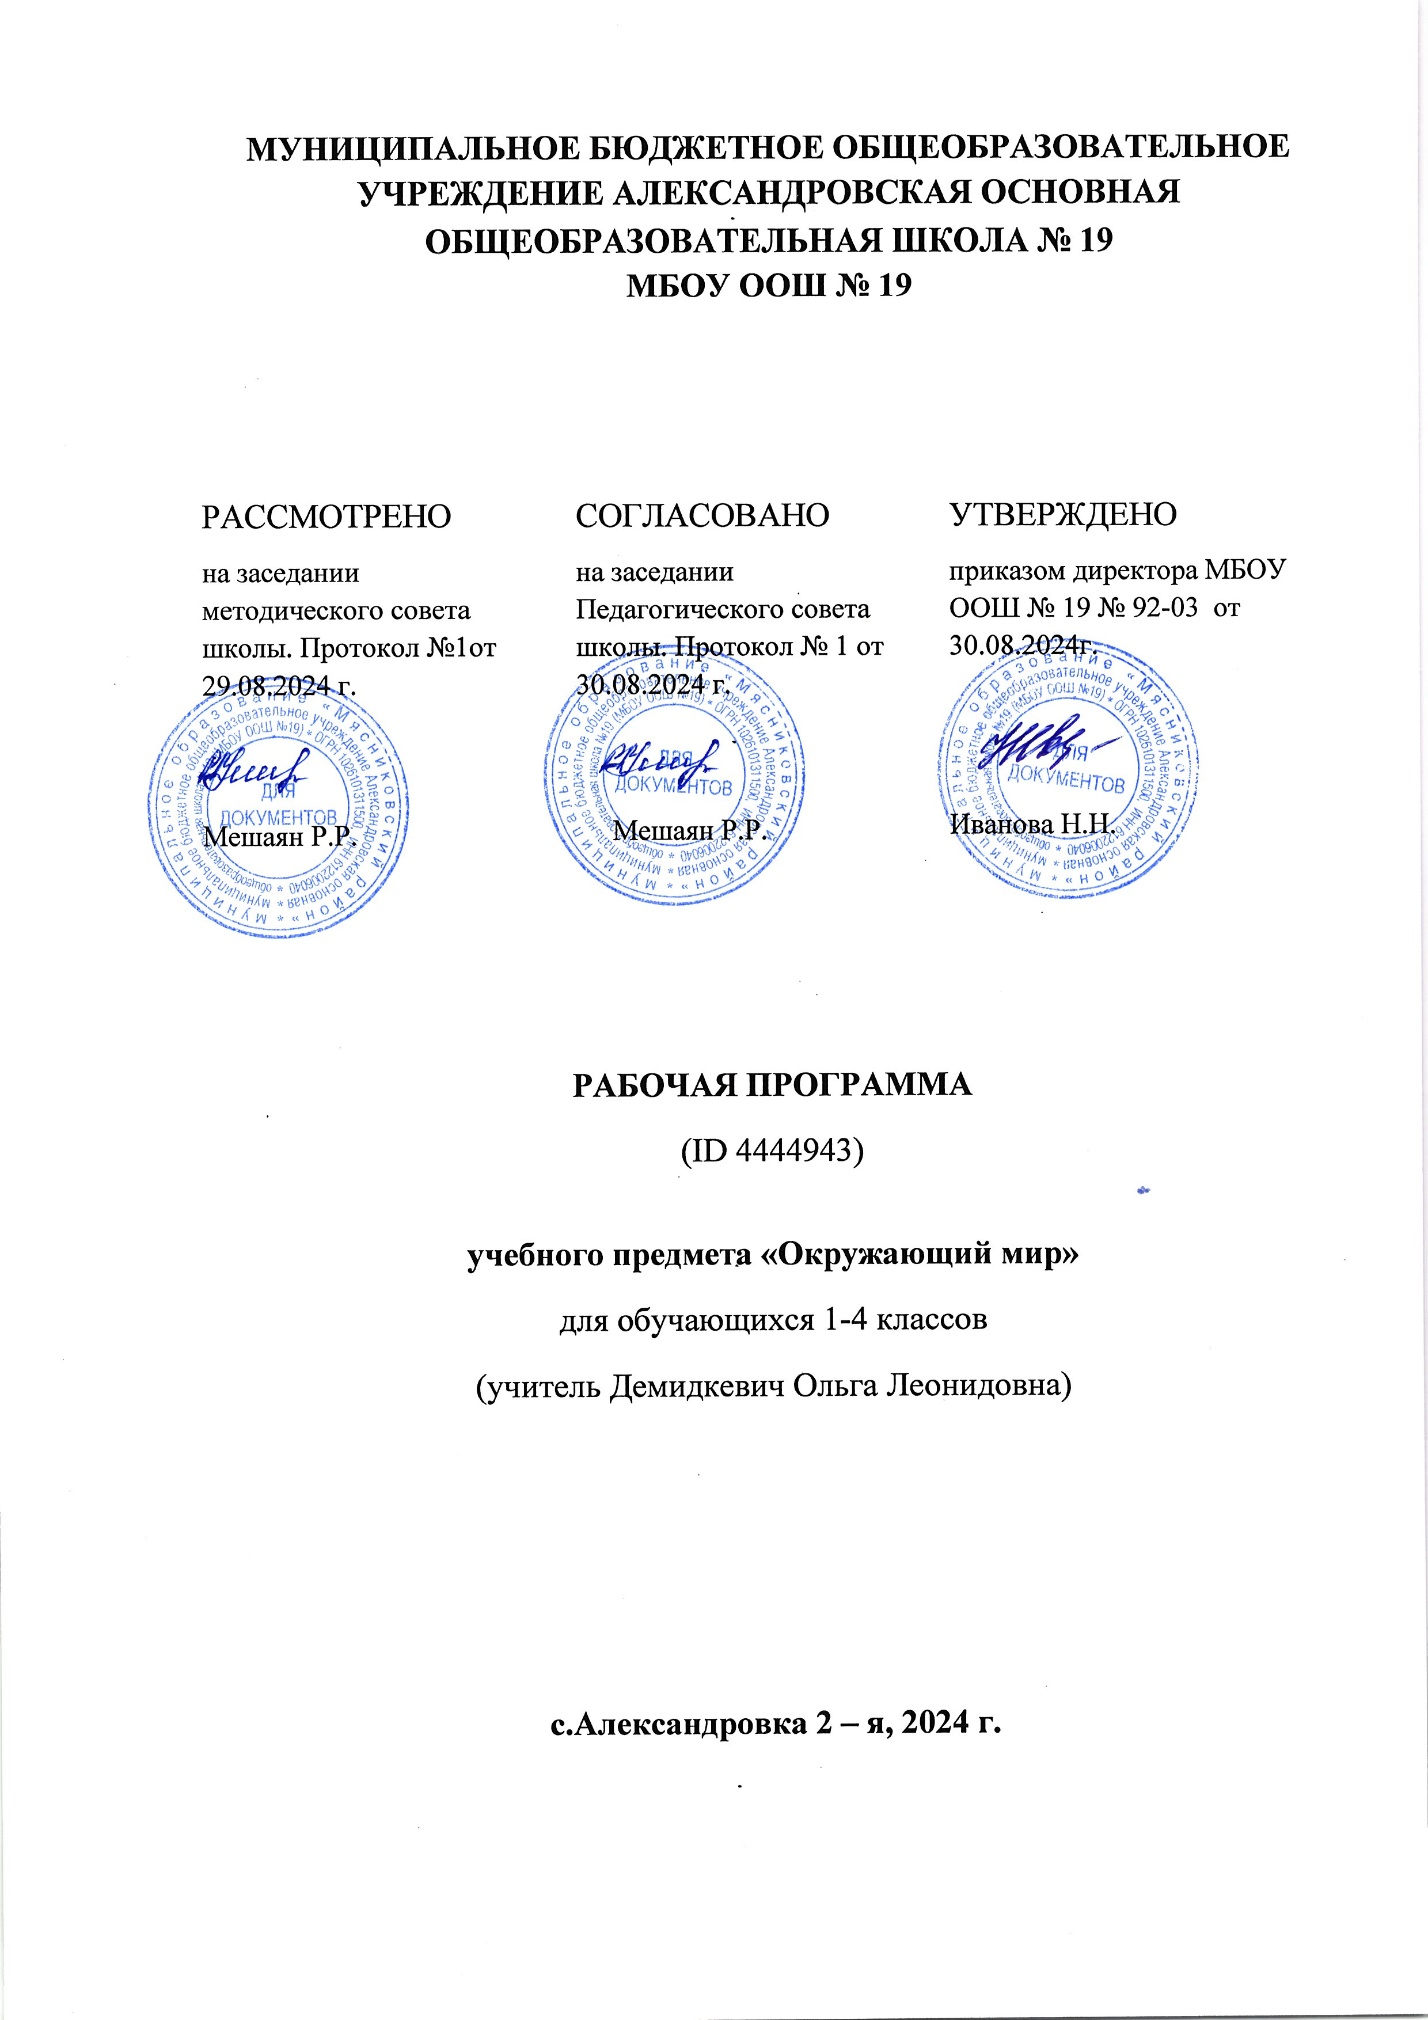 МУНИЦИПАЛЬНОЕ БЮДЖЕТНОЕ ОБЩЕОБРАЗОВАТЕЛЬНОЕ
УЧРЕЖДЕНИЕ АЛЕКСАНДРОВСКАЯ ОСНОВНАЯ
ОБЩЕОБРАЗОВАТЕЛЬНАЯ ШКОЛА № 19
МБОУ ООШ № 19
РАССМОТРЕНО
на заседании
методического совета
школы. Протокол №1от
29.08.2024 г.
ДЛЯ
ДОКУМЕНТОВ
Мешаян Р.Р.
СОГЛАСОВАНО
на заседании
Педагогического совета
школы. Протокол № 1 от
30.08.2024 г.
ДЛЯ
ДОКУМЕНТОВ
Мешаян Р.Р.
УТВЕРЖДЕНО
приказом директора МБОУ
ООШ № 19 № 92-03 от
30.08.2024г.
ДЛЯ
ДОКУМЕНТОВ
Иванова Н.Н.
РАБОЧАЯ ПРОГРАММА
(ID 4444943)
учебного предмета «Окружающий мир»
для обучающихся 1-4 классов
(учитель Демидкевич Ольга Леонидовна)
с.Александровка 2 – я, 2024 г.